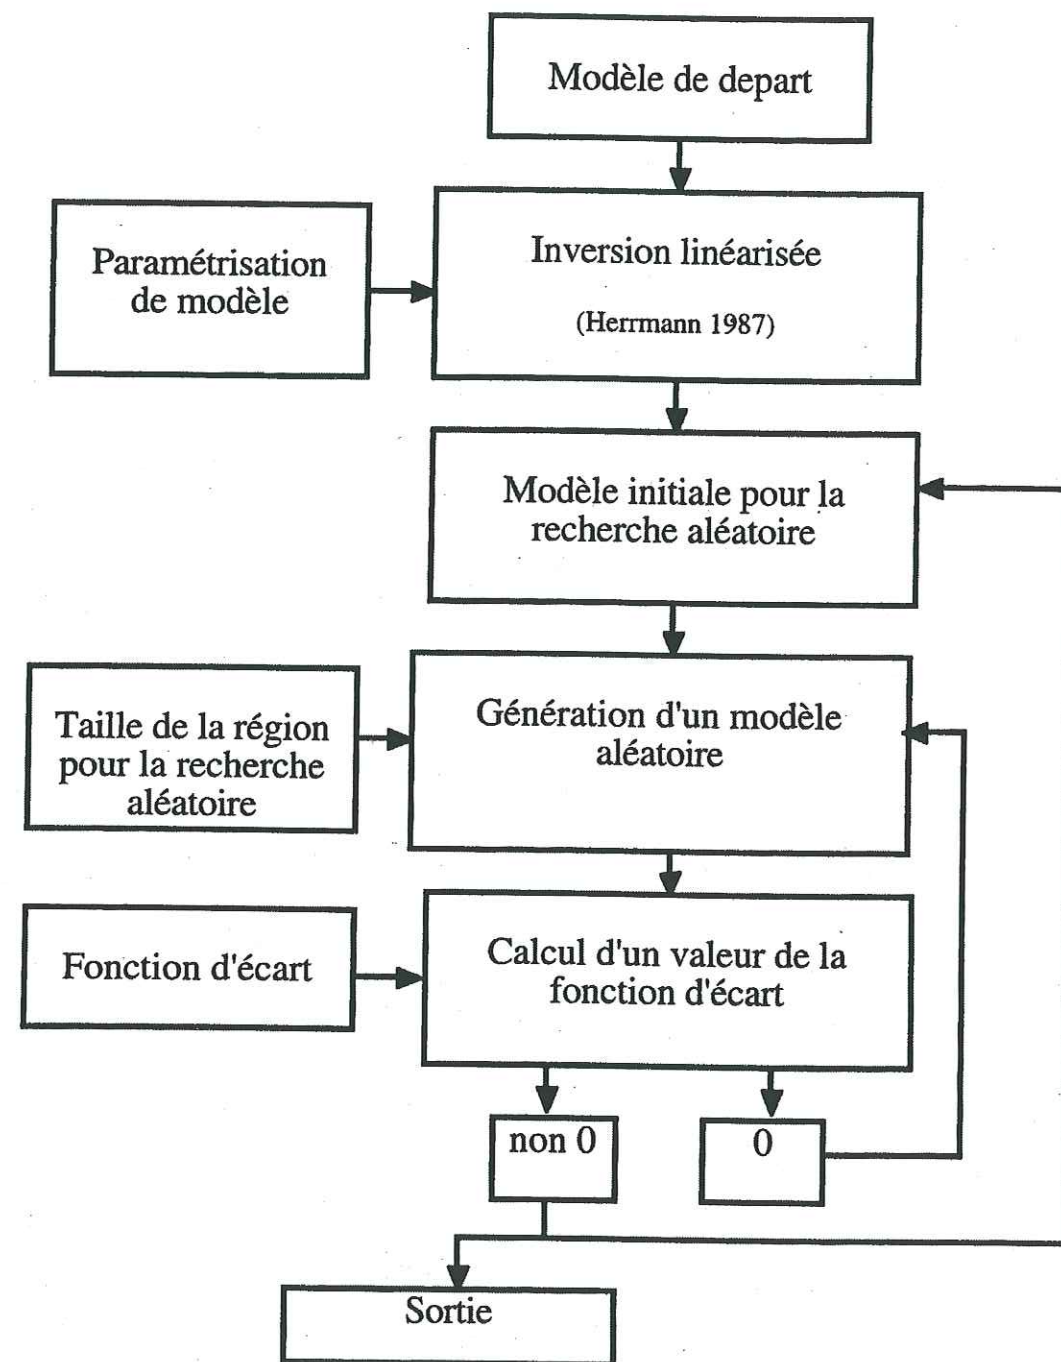 Modèle de depart
Paramétrisation
de modèle
Inversion linéarisée
(Herrmann 1987)
Modèle initiale pour la
recherche aléatoire
Taille de la région
pour la recherche
aléatoire
Génération d'un modèle
aléatoire
Fonction d'écart
Calcul d'un valeur de la
fonction d'écart
non 0
0
Sortie